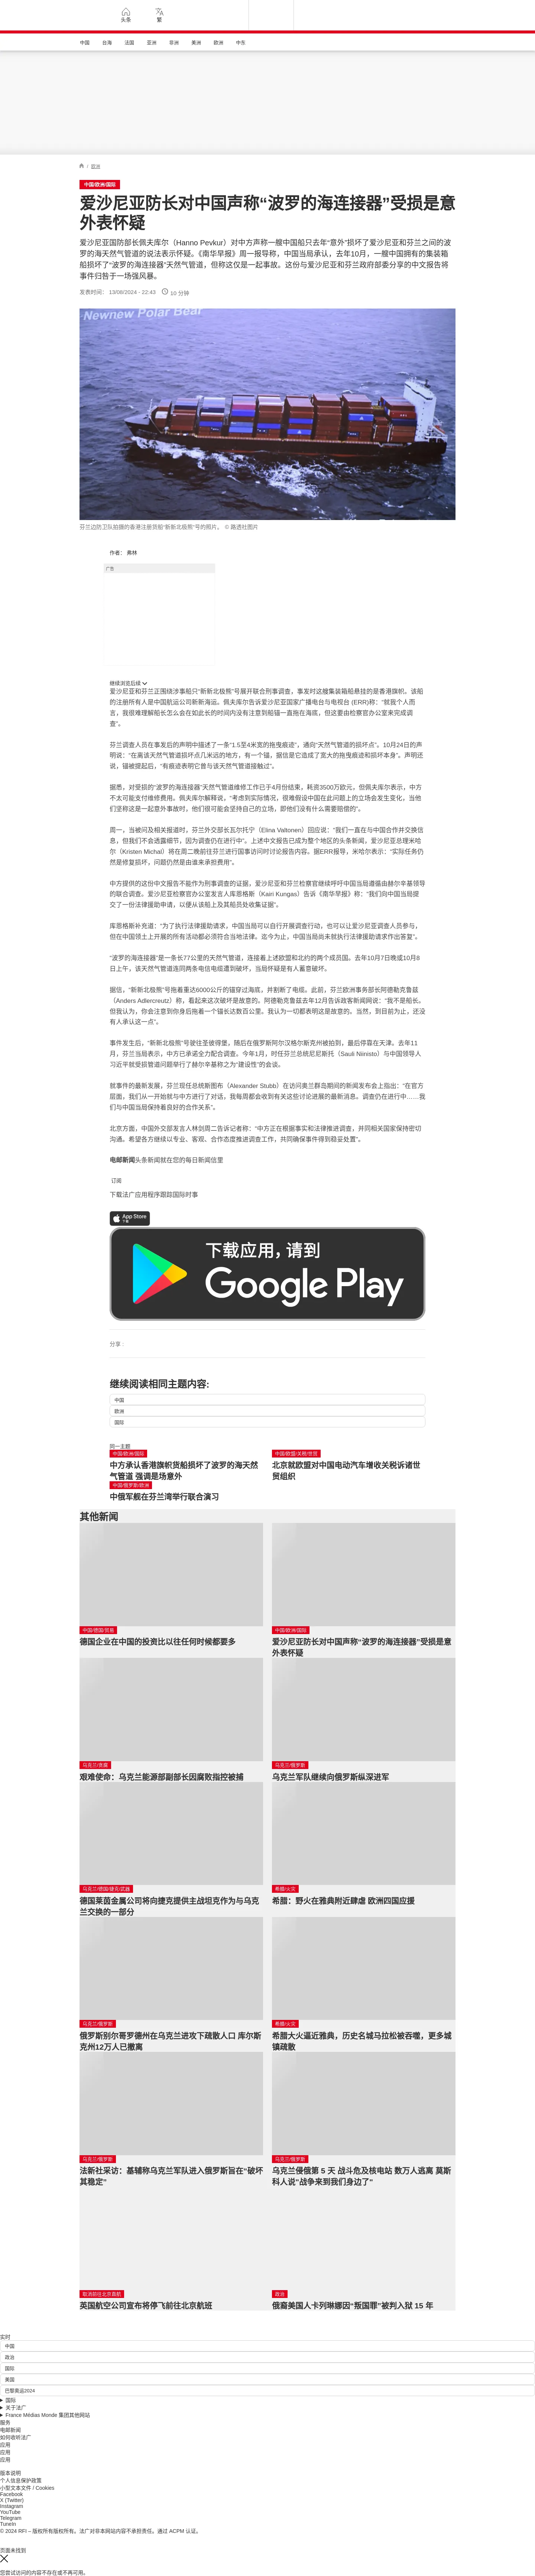 头条
繁
中国
台海
法国
亚洲
非洲
美洲
欧洲
中东
/ 欧洲
中国/欧洲/国际
爱沙尼亚防长对中国声称“波罗的海连接器”受损是意
外表怀疑
爱沙尼亚国防部长佩夫库尔（Hanno Pevkur）对中方声称一艘中国船只去年“意外”损坏了爱沙尼亚和芬兰之间的波
罗的海天然气管道的说法表示怀疑。《南华早报》周一报导称，中国当局承认，去年10月，一艘中国拥有的集装箱
船损坏了“波罗的海连接器”天然气管道，但称这仅是一起事故。这份与爱沙尼亚和芬兰政府部委分享的中文报告将
事件归咎于一场强风暴。
发表时间： 13/08/2024 - 22:43
10 分钟
Newnew Polar Bear
芬兰边防卫队拍摄的香港注册货船“新新北极熊”号的照片。 © 路透社图片
作者： 弗林
广告
继续浏览后续
爱沙尼亚和芬兰正围绕涉事船只“新新北极熊”号展开联合刑事调查，事发时这艘集装箱船悬挂的是香港旗帜。该船
的注册所有人是中国航运公司新新海运。佩夫库尔告诉爱沙尼亚国家广播电台与电视台 (ERR)称：“就我个人而
言，我很难理解船长怎么会在如此长的时间内没有注意到船锚一直拖在海底，但这要由检察官办公室来完成调
查”。
芬兰调查人员在事发后的声明中描述了一条“1.5至4米宽的拖曳痕迹”，通向“天然气管道的损坏点”。10月24日的声
明说：“在离该天然气管道损坏点几米远的地方，有一个锚，据信是它造成了宽大的拖曳痕迹和损坏本身”。声明还
说，锚被提起后，“有痕迹表明它曾与该天然气管道接触过”。
据悉，对受损的“波罗的海连接器”天然气管道维修工作已于4月份结束，耗资3500万欧元，但佩夫库尔表示，中方
不太可能支付维修费用。佩夫库尔解释说，“考虑到实际情况，很难假设中国在此问题上的立场会发生变化，当他
们坚称这是一起意外事故时，他们很可能会坚持自己的立场，即他们没有什么需要赔偿的”。
周一，当被问及相关报道时，芬兰外交部长瓦尔托宁（Elina Valtonen）回应说：“我们一直在与中国合作并交换信
息，但我们不会透露细节，因为调查仍在进行中”。上述中文报告已成为整个地区的头条新闻，爱沙尼亚总理米哈
尔（Kristen Michal）将在周二晚前往芬兰进行国事访问时讨论报告内容。据ERR报导，米哈尔表示：“实际任务仍
然是修复损坏，问题仍然是由谁来承担费用”。
中方提供的这份中文报告不能作为刑事调查的证据，爱沙尼亚和芬兰检察官继续呼吁中国当局遵循由赫尔辛基领导
的联合调查。爱沙尼亚检察官办公室发言人库恩格斯（Kairi Kungas）告诉《南华早报》称：“我们向中国当局提
交了一份法律援助申请，以便从该船上及其船员处收集证据”。
库恩格斯补充道：“为了执行法律援助请求，中国当局可以自行开展调查行动，也可以让爱沙尼亚调查人员参与，
但在中国领土上开展的所有活动都必须符合当地法律。迄今为止，中国当局尚未就执行法律援助请求作出答复”。
“波罗的海连接器”是一条长77公里的天然气管道，连接着上述欧盟和北约的两个成员国。去年10月7日晚或10月8
日上午，该天然气管道连同两条电信电缆遭到破坏，当局怀疑是有人蓄意破坏。
据信，“新新北极熊”号拖着重达6000公斤的锚穿过海底，并割断了电缆。此前，芬兰欧洲事务部长阿德勒克鲁兹
（Anders Adlercreutz）称，看起来这次破坏是故意的。阿德勒克鲁兹去年12月告诉政客新闻网说：“我不是船长。
但我认为，你会注意到你身后拖着一个锚长达数百公里。我认为一切都表明这是故意的。当然，到目前为止，还没
有人承认这一点”。
事件发生后，“新新北极熊”号驶往圣彼得堡，随后在俄罗斯阿尔汉格尔斯克州被拍到，最后停靠在天津。去年11
月，芬兰当局表示，中方已承诺全力配合调查。今年1月，时任芬兰总统尼尼斯托（Sauli Niinisto）与中国领导人
习近平就受损管道问题举行了赫尔辛基称之为“建设性”的会谈。
就事件的最新发展，芬兰现任总统斯图布（Alexander Stubb）在访问奥兰群岛期间的新闻发布会上指出：“在官方
层面，我们从一开始就与中方进行了对话，我每周都会收到有关这些讨论进展的最新消息。调查仍在进行中……我
们与中国当局保持着良好的合作关系”。
北京方面，中国外交部发言人林剑周二告诉记者称：“中方正在根据事实和法律推进调查，并同相关国家保持密切
沟通。希望各方继续以专业、客观、合作态度推进调查工作，共同确保事件得到稳妥处置”。
电邮新闻头条新闻就在您的每日新闻信里
订阅
下载法广应用程序跟踪国际时事
App Store
下载
下载应用，请到
Google Play
分享 :
继续阅读相同主题内容:
中国
欧洲
国际
同一主题
中国/欧洲/国际
中方承认香港旗帜货船损坏了波罗的海天然
气管道 强调是场意外
中国/欧盟/关税/世贸
北京就欧盟对中国电动汽车增收关税诉诸世
贸组织
中国/俄罗斯/欧洲
中俄军舰在芬兰湾举行联合演习
其他新闻
中国/德国/贸易
德国企业在中国的投资比以往任何时候都要多
中国/欧洲/国际
爱沙尼亚防长对中国声称“波罗的海连接器”受损是意
外表怀疑
乌克兰/贪腐
艰难使命：乌克兰能源部副部长因腐败指控被捕
乌克兰/俄罗斯
乌克兰军队继续向俄罗斯纵深进军
乌克兰/德国/捷克/武器
德国莱茵金属公司将向捷克提供主战坦克作为与乌克
兰交换的一部分
希腊/火灾
希腊：野火在雅典附近肆虐 欧洲四国应援
乌克兰/俄罗斯
俄罗斯别尔哥罗德州在乌克兰进攻下疏散人口 库尔斯
克州12万人已撤离
希腊/火灾
希腊大火逼近雅典，历史名城马拉松被吞噬，更多城
镇疏散
乌克兰/俄罗斯
法新社采访：基辅称乌克兰军队进入俄罗斯旨在“破坏
其稳定”
乌克兰/俄罗斯
乌克兰侵俄第 5 天 战斗危及核电站 数万人逃离 莫斯
科人说"战争来到我们身边了"
取消前往北京直航
英国航空公司宣布将停飞前往北京航班
政治
俄裔美国人卡列琳娜因“叛国罪”被判入狱 15 年
实时
中国
政治
国际
美国
巴黎奥运2024
国际
关于法广
France Médias Monde 集团其他网站
服务
电邮新闻
如何收听法广
应用
应用
应用
版本说明
个人信息保护政策
小型文本文件 / Cookies
Facebook
X (Twitter)
Instagram
YouTube
Telegram
TuneIn
© 2024 RFI – 版权所有版权所有。法广对非本网站内容不承担责任。通过 ACPM 认证。
页面未找到
您尝试访问的内容不存在或不再可用。